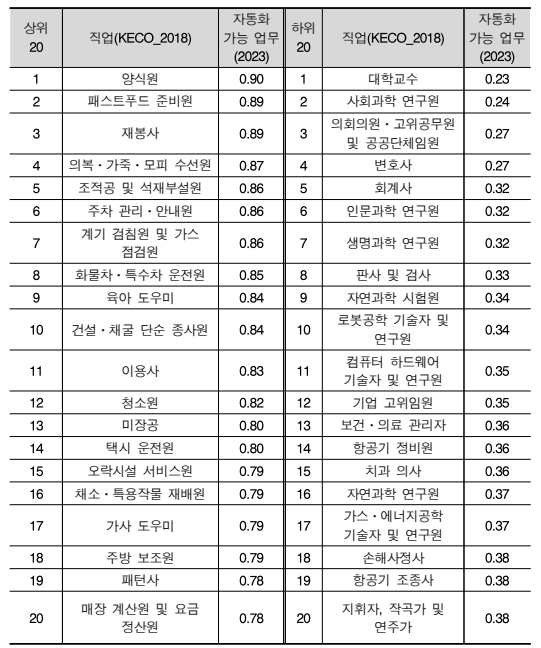 상위 20 직업(KECO_2018) 자동화 가능 업무 (2023) 하위 20 직업(KECO_2018) 자동화 가능 업무 (2023)
1 양식원 0.90 1 대학교수 0.23
2 패스트푸드 준비원 0.89 2 사회과학 연구원 0.24
3 재봉사 0.89 3 의회의원·고위공무원 및 공공단체임원 0.27
4 의복·가죽·모피 수선원 0.87 4 변호사 0.27
5 조적공 및 석재부설원 0.86 5 회계사 0.32
6 주차 관리·안내원 0.86 6 인문과학 연구원 0.32
7 계기 검침원 및 가스 점검원 0.86 7 생명과학 연구원 0.32
8 화물차·특수차 운전원 0.85 8 판사 및 검사 0.33
9 육아 도우미 0.84 9 자연과학 시험원 0.34
10 건설·채굴 단순 종사원 0.84 10 로봇공학 기술자 및 연구원 0.34
11 이용사 0.83 11 컴퓨터 하드웨어 기술자 및 연구원 0.35
12 청소원 0.82 12 기업 고위임원 0.35
13 미장공 0.80 13 보건·의료 관리자 0.36
14 택시 운전원 0.80 14 항공기 정비원 0.36
15 오락시설 서비스원 0.79 15 치과 의사 0.36
16 채소·특용작물 재배원 0.79 16 자연과학 연구원 0.37
17 가사 도우미 0.79 17 가스·에너지공학 기술자 및 연구원 0.37
18 주방 보조원 0.79 18 손해사정사 0.38
19 패턴사 0.78 19 항공기 조종사 0.38
20 매장 계산원 및 요금 정산원 0.78 20 지휘자, 작곡가 및 연주가 0.38